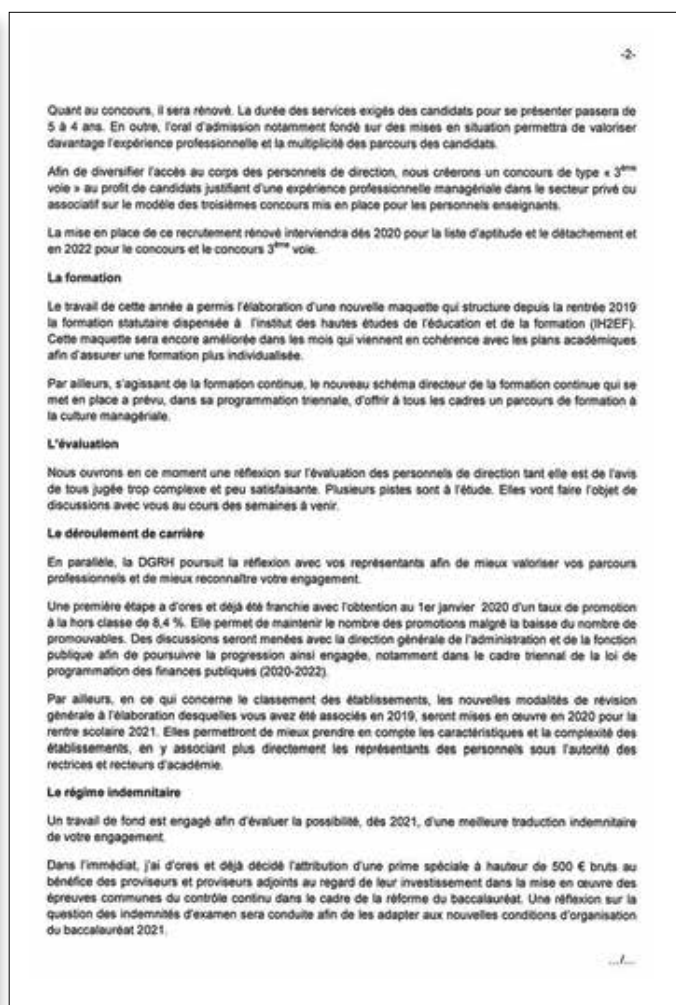 -2-
Quant au concours, il sera rénové. La durée des services exigés des candidats pour se présenter passera de
5 à 4 ans. En outre, l'oral d'admission notamment fondé sur des mises en situation permettra de valoriser
davantage l'expérience professionnelle et la multiplicité des parcours des candidats.
Afin de diversifier l'accès au corps des personnels de direction, nous créerons un concours de type « 3ème
voie » au profit de candidats justifiant d'une expérience professionnelle managériale dans le secteur privé ou
associatif sur le modèle des troisièmes concours mis en place pour les personnels enseignants.
La mise en place de ce recrutement rénové interviendra dès 2020 pour la liste d'aptitude et le détachement et
en 2022 pour le concours et le concours 3ème voie.
La formation
Le travail de cette année a permis l'élaboration d'une nouvelle maquette qui structure depuis la rentrée 2019
la formation statutaire dispensée à l'institut des hautes études de l'éducation et de la formation (IH2EF).
Cette maquette sera encore améliorée dans les mois qui viennent en cohérence avec les plans académiques
afin d'assurer une formation plus individualisée.
Par ailleurs, s'agissant de la formation continue, le nouveau schéma directeur de la formation continue qui se
met en place a prévu, dans sa programmation triennale, d'offrir à tous les cadres un parcours de formation à
la culture managériale.
L'évaluation
Nous ouvrons en ce moment une réflexion sur l'évaluation des personnels de direction tant elle est de l'avis
de tous jugée trop complexe et peu satisfaisante. Plusieurs pistes sont à l'étude. Elles vont faire l'objet de
discussions avec vous au cours des semaines à venir.
Le déroulement de carrière
En parallèle, la DGRH poursuit la réflexion avec vos représentants afin de mieux valoriser vos parcours
professionnels et de mieux reconnaître votre engagement.
Une première étape a d'ores et déjà été franchie avec l'obtention au 1er janvier 2020 d'un taux de promotion
à la hors classe de 8,4 %. Elle permet de maintenir le nombre des promotions malgré la baisse du nombre de
promouvables. Des discussions seront menées avec la direction générale de l'administration et de la fonction
publique afin de poursuivre la progression ainsi engagée, notamment dans le cadre triennal de la loi de
programmation des finances publiques (2020-2022).
Par ailleurs, en ce qui concerne le classement des établissements, les nouvelles modalités de révision
générale à l'élaboration desquelles vous avez été associés en 2019, seront mises en œuvre en 2020 pour la
rentre scolaire 2021. Elles permettront de mieux prendre en compte les caractéristiques et la complexité des
établissements, en y associant plus directement les représentants des personnels sous l'autorité des
rectrices et recteurs d'académie.
Le régime indemnitaire
Un travail de fond est engagé afin d'évaluer la possibilité, dès 2021, d'une meilleure traduction indemnitaire
de votre engagement.
Dans l'immédiat, j'ai d'ores et déjà décidé l'attribution d'une prime spéciale à hauteur de 500 € bruts au
bénéfice des proviseurs et proviseurs adjoints au regard de leur investissement dans la mise en œuvre des
épreuves communes du contrôle continu dans le cadre de la réforme du baccalauréat. Une réflexion sur la
question des indemnités d'examen sera conduite afin de les adapter aux nouvelles conditions d'organisation
du baccalauréat 2021.
.../...